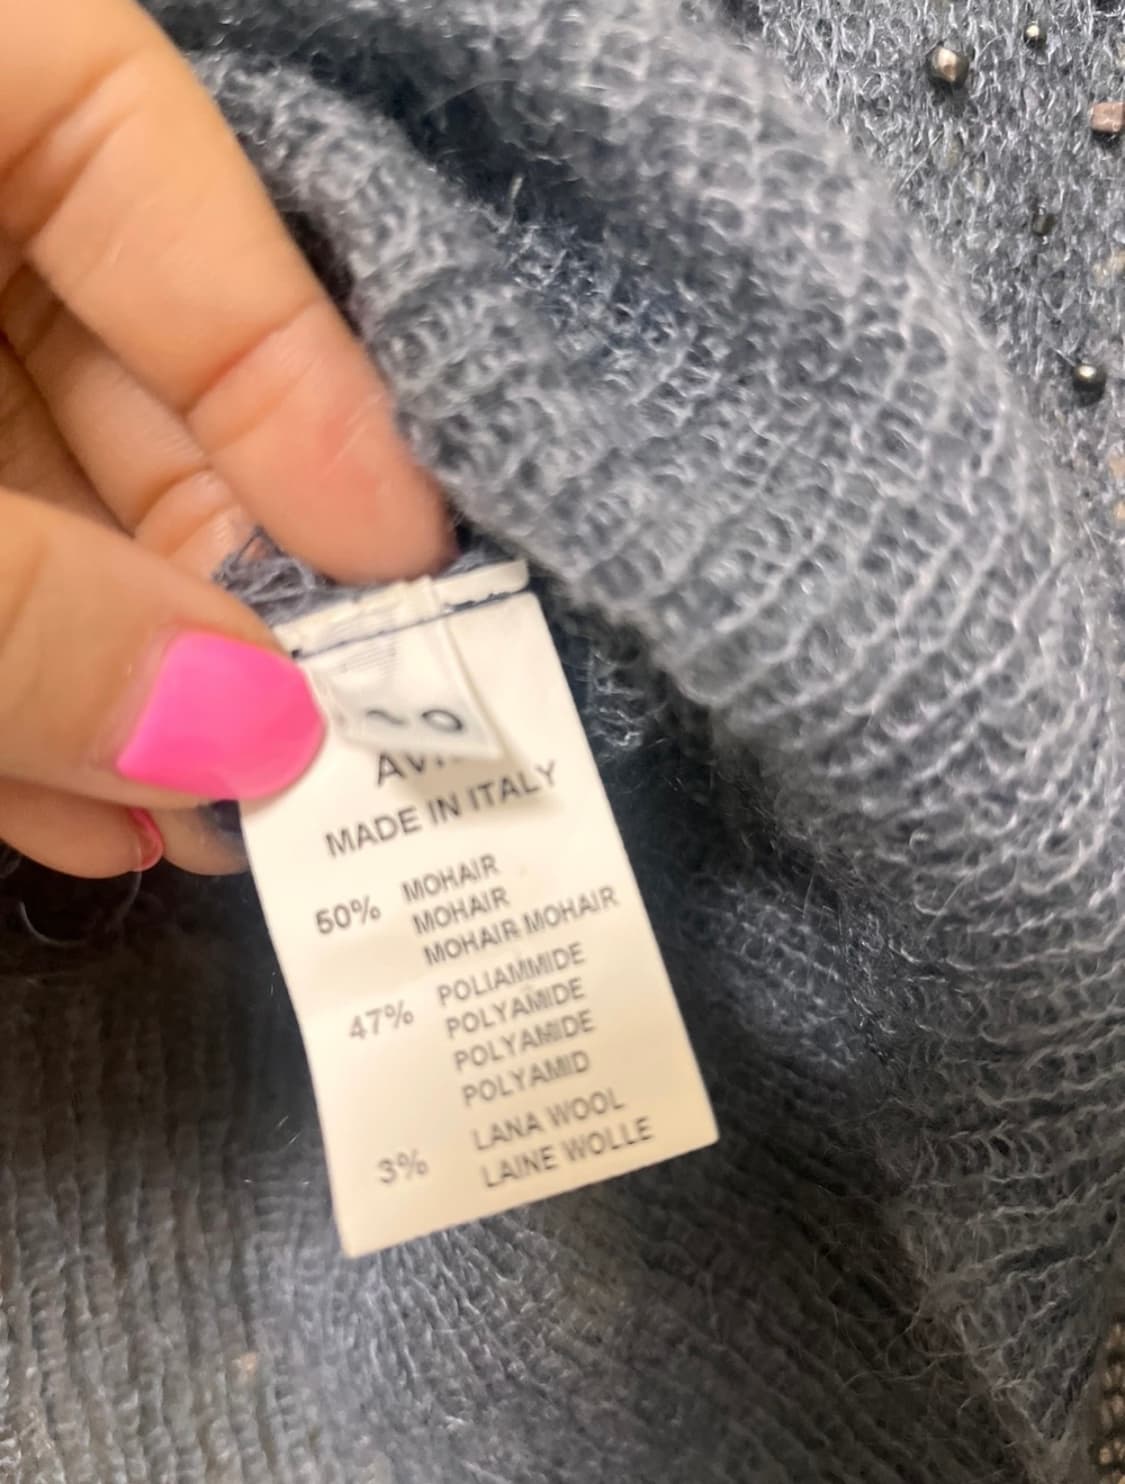 MADE IN ITALY
50% MOHAIR
MOHAIR
MOHAIR MOHAIR
47% POLIAMMIDE
POLYAMIDE
POLYAMIDE
POLYAMID
3% LANA WOOL
LAINE WOLLE